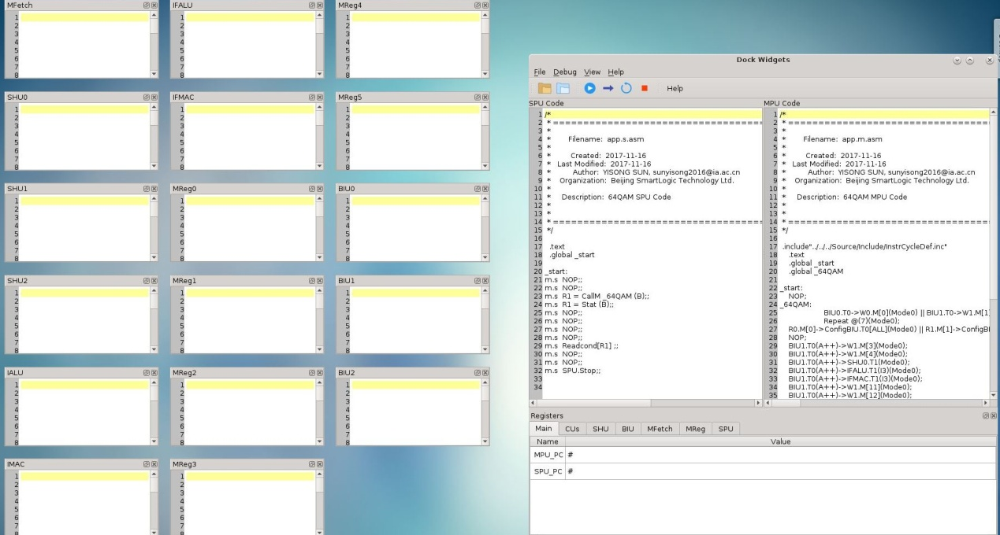 MFetch
1
2
3
4
5
6
7
8
IFALU
1
2
3
4
5
6
7
8
MReg4
1
2
3
4
5
6
7
8
SHU0
1
2
3
4
5
6
7
8
IFMAC
1
2
3
4
5
6
7
8
MReg5
1
2
3
4
5
6
7
8
SHU1
1
2
3
4
5
6
7
8
MReg0
1
2
3
4
5
6
7
8
BIU0
1
2
3
4
5
6
7
8
SHU2
1
2
3
4
5
6
7
8
MReg1
1
2
3
4
5
6
7
8
BIU1
1
2
3
4
5
6
7
8
IALU
1
2
3
4
5
6
7
8
MReg2
1
2
3
4
5
6
7
8
BIU2
1
2
3
4
5
6
7
8
IMAC
1
2
3
4
5
6
7
8
MReg3
1
2
3
4
5
6
7
8
Dock Widgets
File Debug View Help
Help
SPU Code
1 /*
2 * ===================================
3 *
4 * Filename: app.s.asm
5 *
6 * Created: 2017-11-16
7 * Last Modified: 2017-11-16
8 * Author: YISONG SUN, sunyisong2016@ia.ac.cn
9 * Organization: Beijing SmartLogic Technology Ltd.
10 *
11 * Description: 64QAM SPU Code
12 *
13 *
14 * ===================================
15 */
16
17 .text
18 .global _start
19
20 _start:
21 m.s NOP;;
22 m.s NOP;;
23 m.s R1 = CallM _64QAM (B);;
24 m.s R1 = Stat (B);;
25 m.s NOP;;
26 m.s NOP;;
27 m.s NOP;;
28 m.s NOP;;
29 m.s Readcond[R1] ;;
30 m.s NOP;;
31 m.s NOP;;
32 m.s SPU.Stop;;
33
34
MPU Code
1 /*
2 * =================================
3 *
4 * Filename: app.m.asm
5 *
6 * Created: 2017-11-16
7 * Last Modified: 2017-11-16
8 * Author: YISONG SUN, sunyisong2016@ia.ac.cn
9 * Organization: Beijing SmartLogic Technology Ltd.
10 *
11 * Description: 64QAM MPU Code
12 *
13 *
14 * =================================
15 */
16
17 .include"../../../Source/Include/InstrCycleDef.inc"
18 .text
19 .global _start
20 .global _64QAM
21
22 _start:
23 NOP;
24 _64QAM:
25 BIU0.T0->W0.M[0](Mode0) || BIU1.T0->W1.M[1]
26 Repeat @(7)(Mode0);
27 R0.M[0]->ConfigBIU.T0[ALL](Mode0) || R1.M[1]->ConfigBI
28 NOP;
29 BIU1.T0(A++)->W1.M[3](Mode0);
30 BIU1.T0(A++)->W1.M[4](Mode0);
31 BIU1.T0(A++)->SHU0.T1(Mode0);
32 BIU1.T0(A++)->IFALU.T1(I3)(Mode0);
33 BIU1.T0(A++)->IFMAC.T1(I3)(Mode0);
34 BIU1.T0(A++)->W1.M[11](Mode0);
35 BIU1.T0(A++)->W1.M[12](Mode0);
Registers
Main CUs SHU BIU MFetch MReg SPU
Name Value
MPU_PC #
SPU_PC #